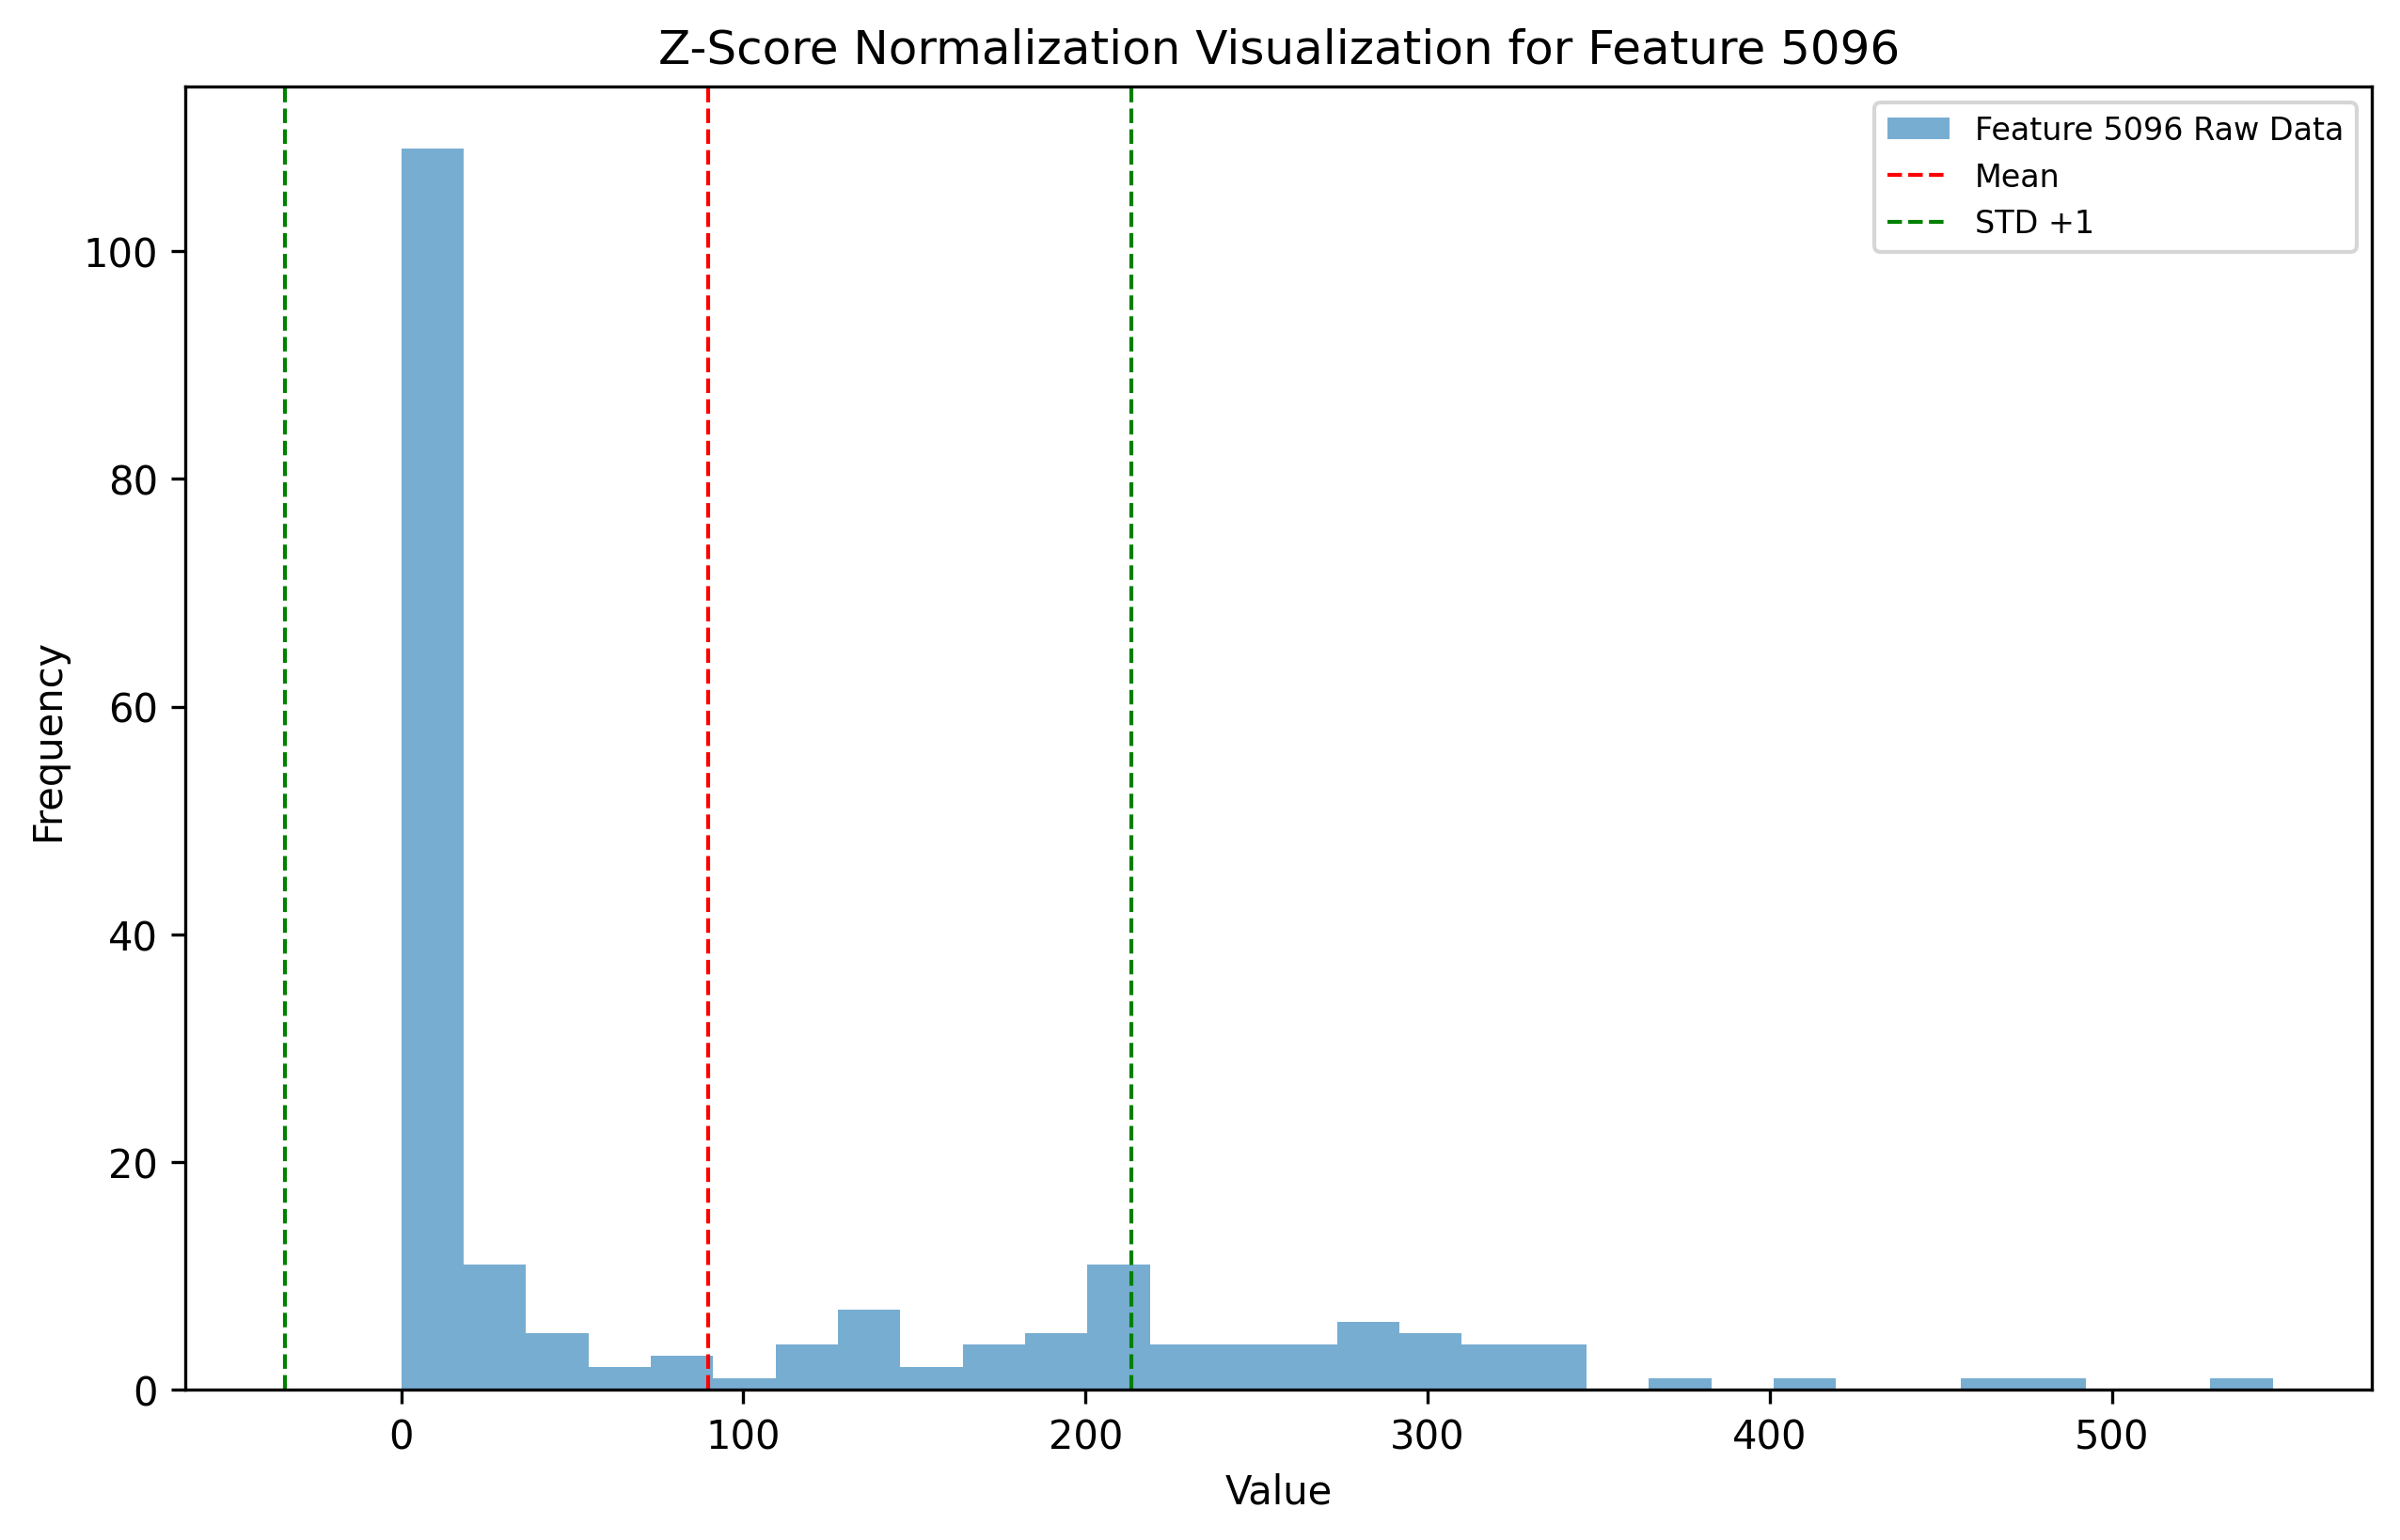 Z-Score Normalization Visualization for Feature 5096
Feature 5096 Raw Data
Mean
STD +1
100
80
60
40
20
0
Frequency
0 100 200 300 400 500
Value